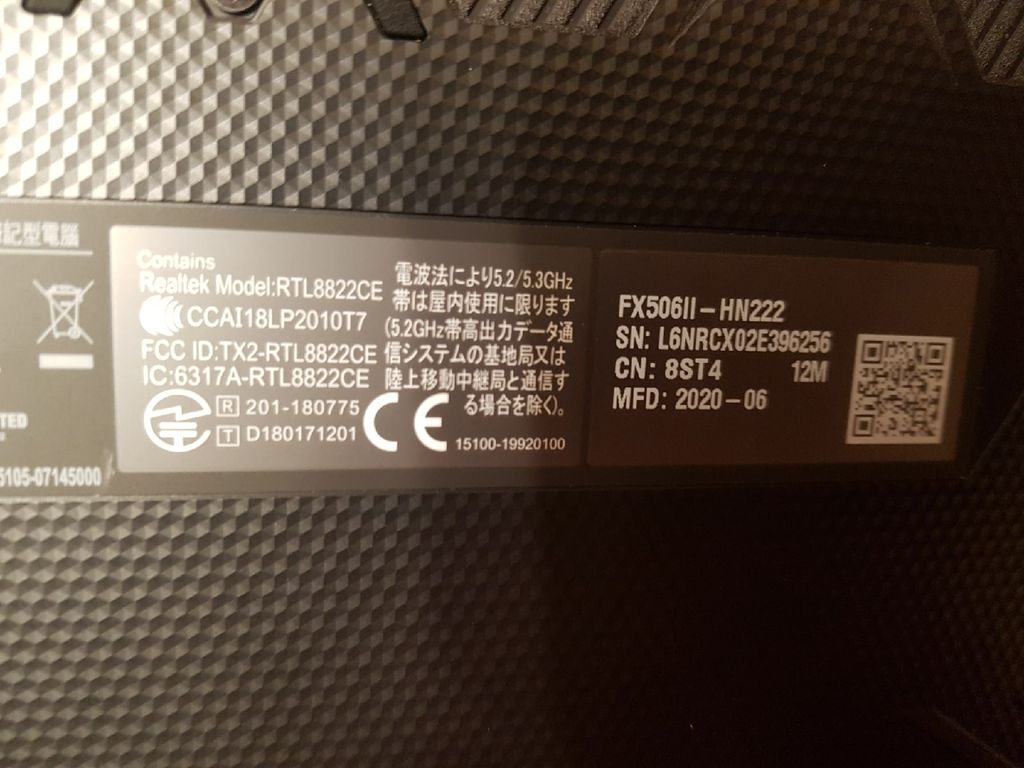 記型電腦
TED
5105-07145000
Contains
Realtek Model:RTL8822CE
CCAI18LP2010T7
FCC ID:TX2-RTL8822CE
IC:6317A-RTL8822CE
R 201-180775
T D180171201
CE
電波法により5.2/5.3GHz
帯は屋内使用に限ります
(5.2GHz帯高出力データ通
信システムの基地局又は
陸上移動中継局と通信す
る場合を除く)。
15100-19920100
FX506II-HN222
SN: L6NRCX02E396256
CN: 8ST4 12M
MFD: 2020-06